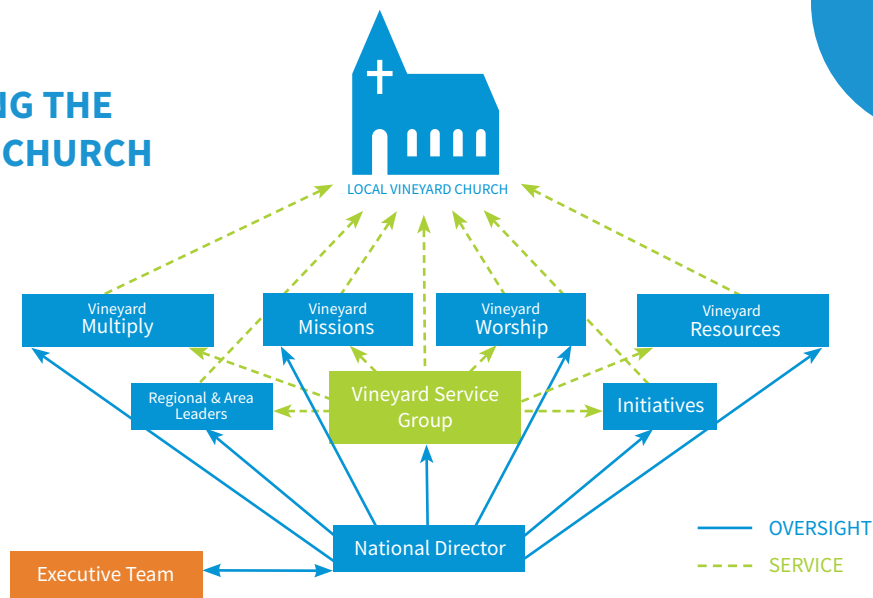 NG THE
CHURCH
LOCAL VINEYARD CHURCH
Vineyard
Multiply
Vineyard
Missions
Vineyard
Worship
Vineyard
Resources
Regional & Area
Leaders
Vineyard Service
Group
Initiatives
National Director
Executive Team
OVERSIGHT
SERVICE